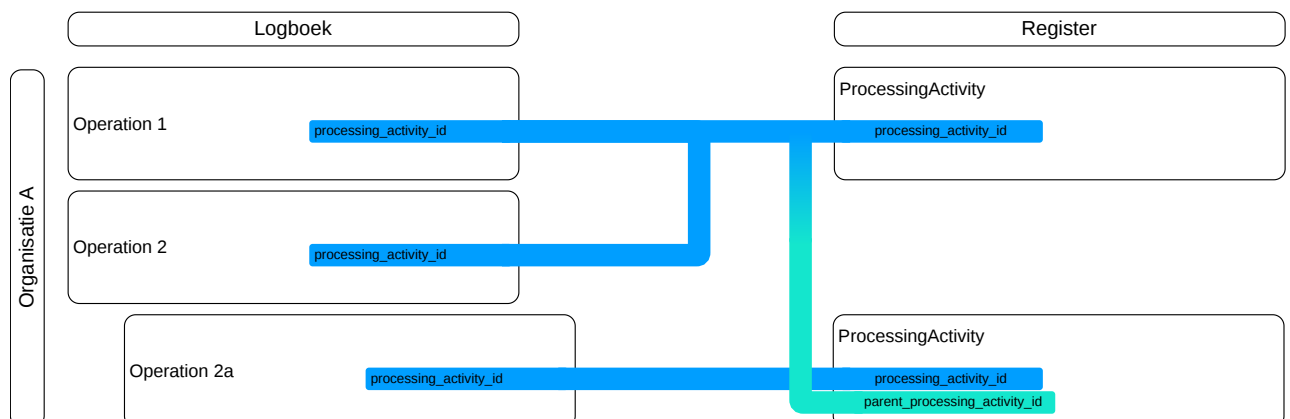 Logboek
Register
Organisatie A
ProcessingActivity
Operation 1
processing_activity_id
processing_activity_id
Operation 2
processing_activity_id
ProcessingActivity
Operation 2a
processing_activity_id
processing_activity_id
parent_processing_activity_id